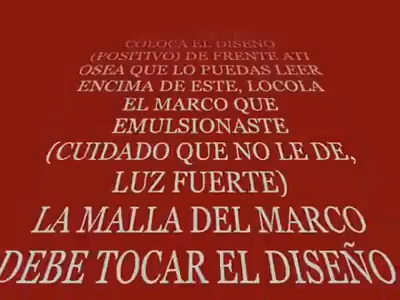 COLOCA EL DISEÑO
(POSITIVO) DE FRENTE ATI
OSEA QUE LO PUEDAS LEER
ENCIMA DE ESTE, LOCOLA
EL MARCO QUE
EMULSIONASTE
(CUIDADO QUE NO LE DE,
LUZ FUERTE)
LA MALLA DEL MARCO
DEBE TOCAR EL DISEÑO